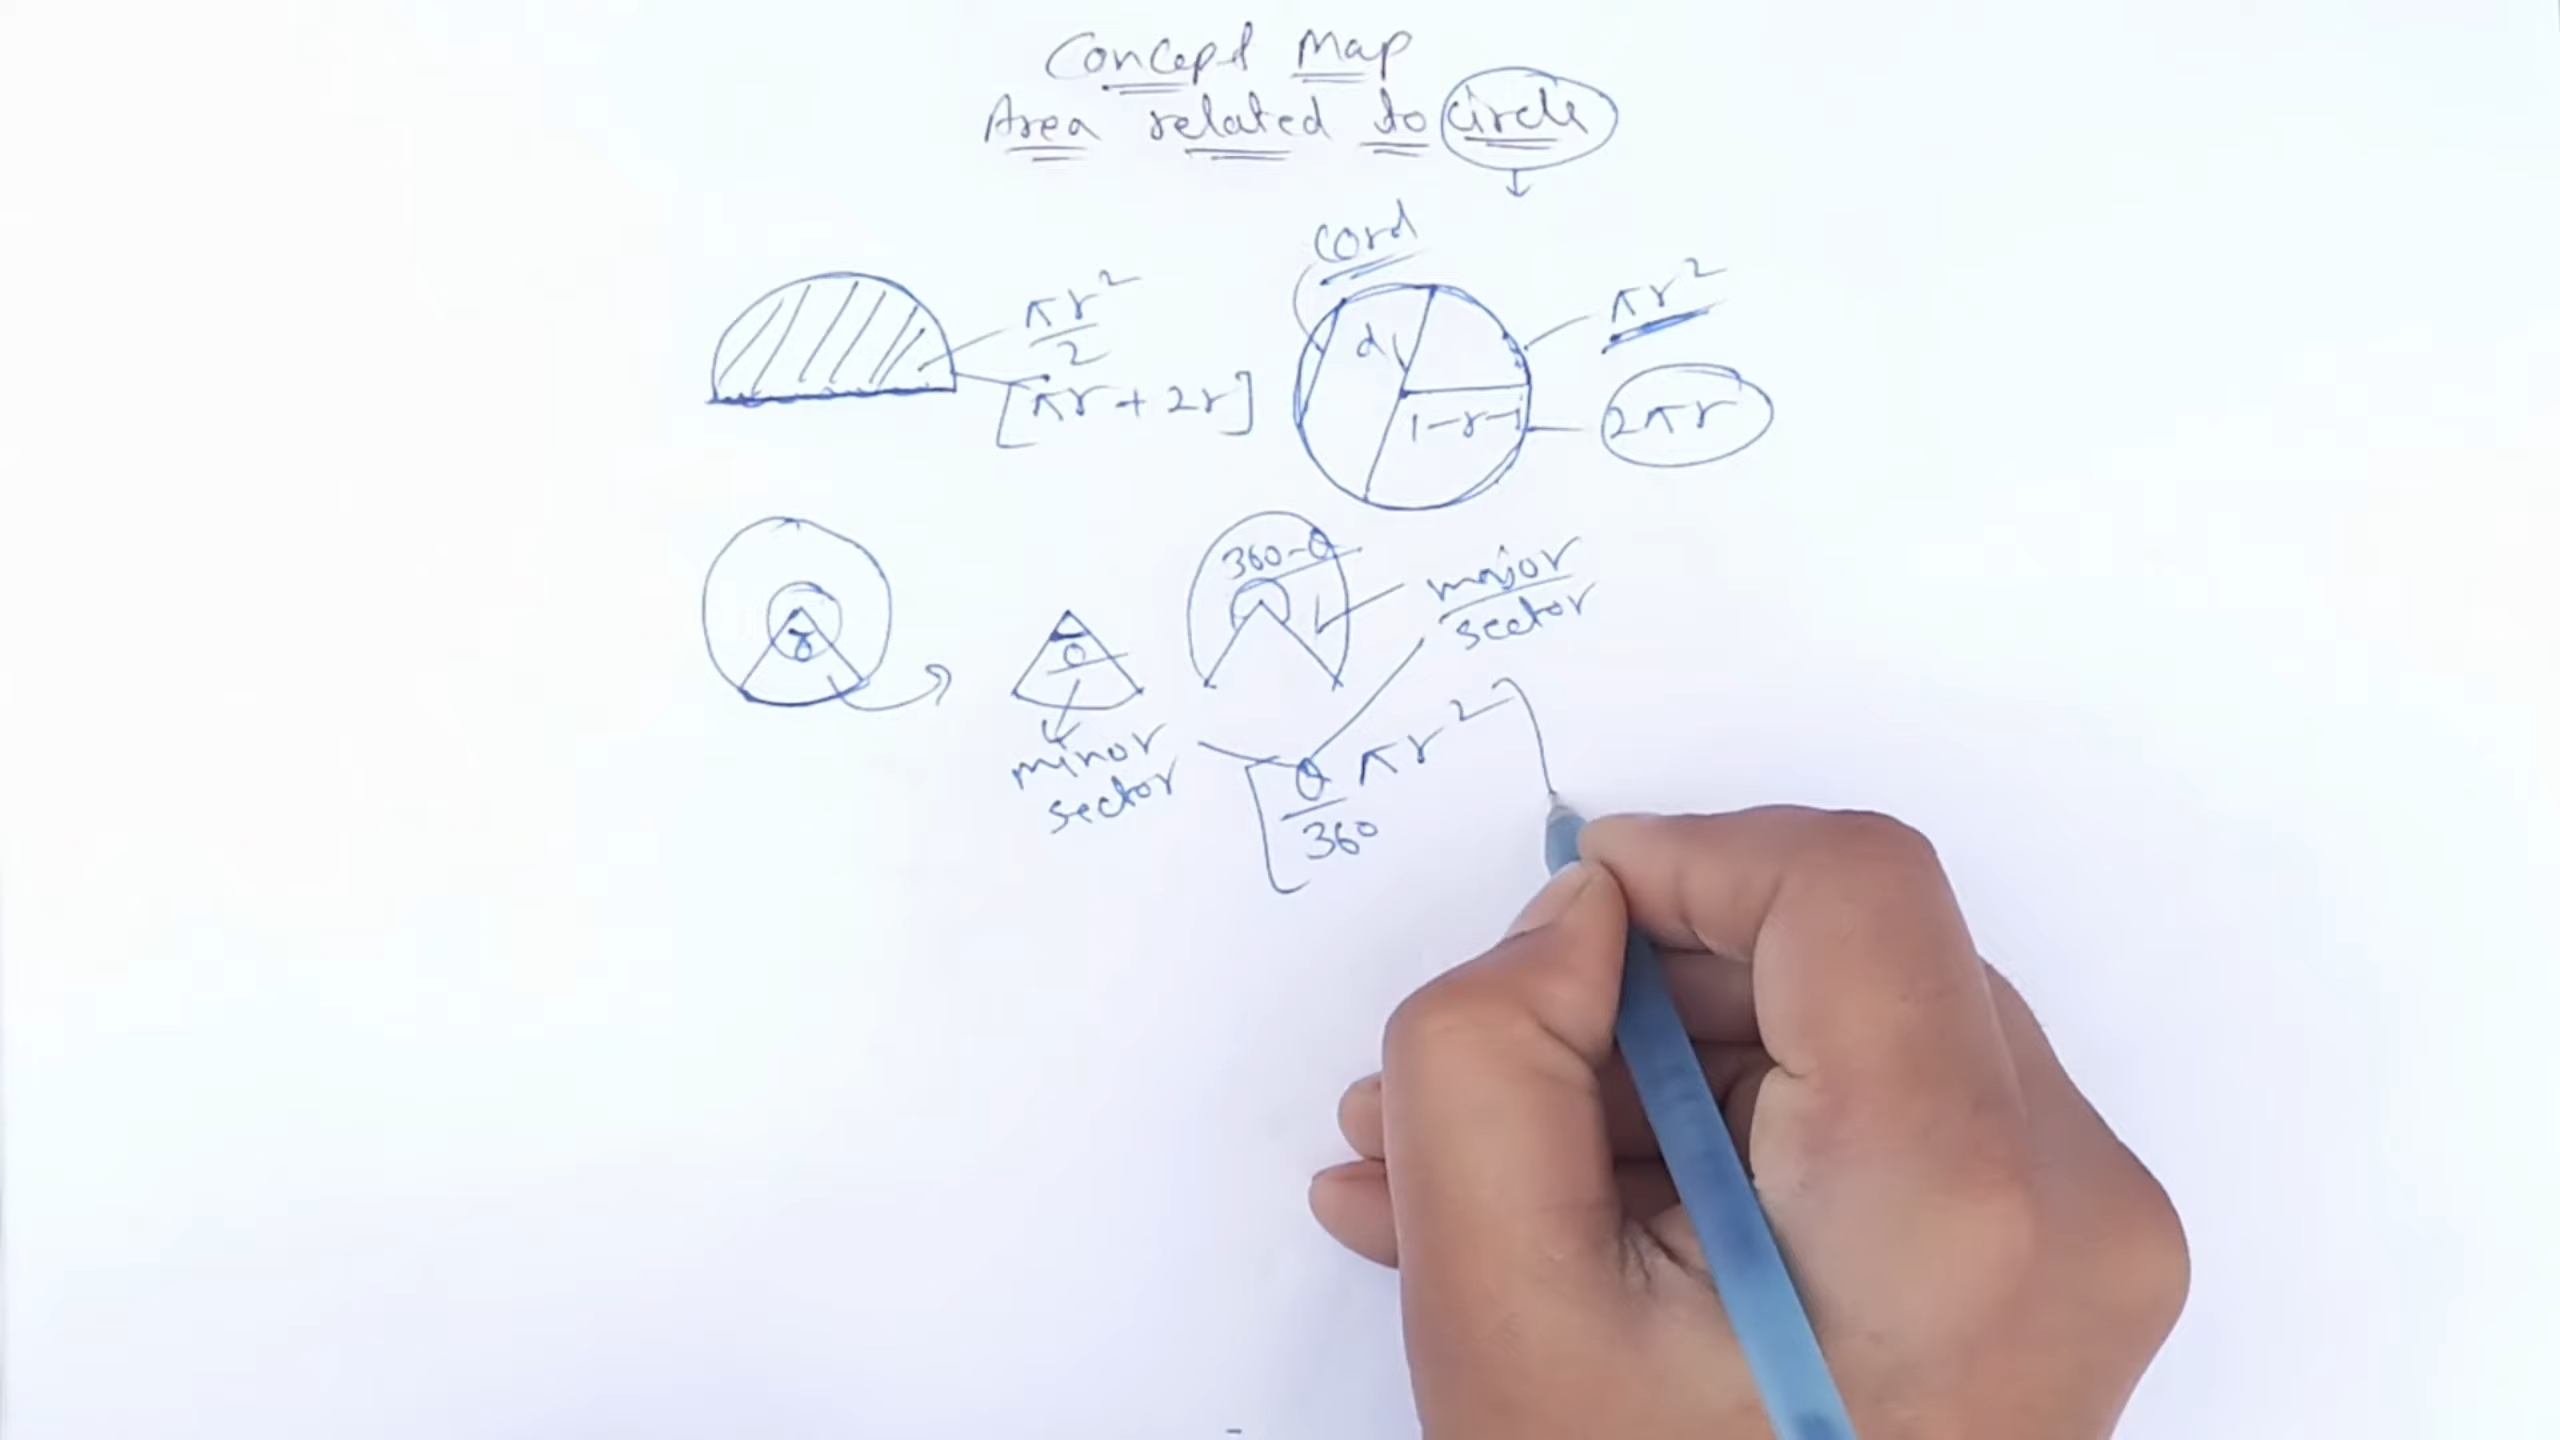 Concept Map
Area related to circle
cord
πr²/2
[πr + 2r]
d
r
πr²
2πr
θ
θ
360-θ
major
sector
minor
sector
θ/360 πr²